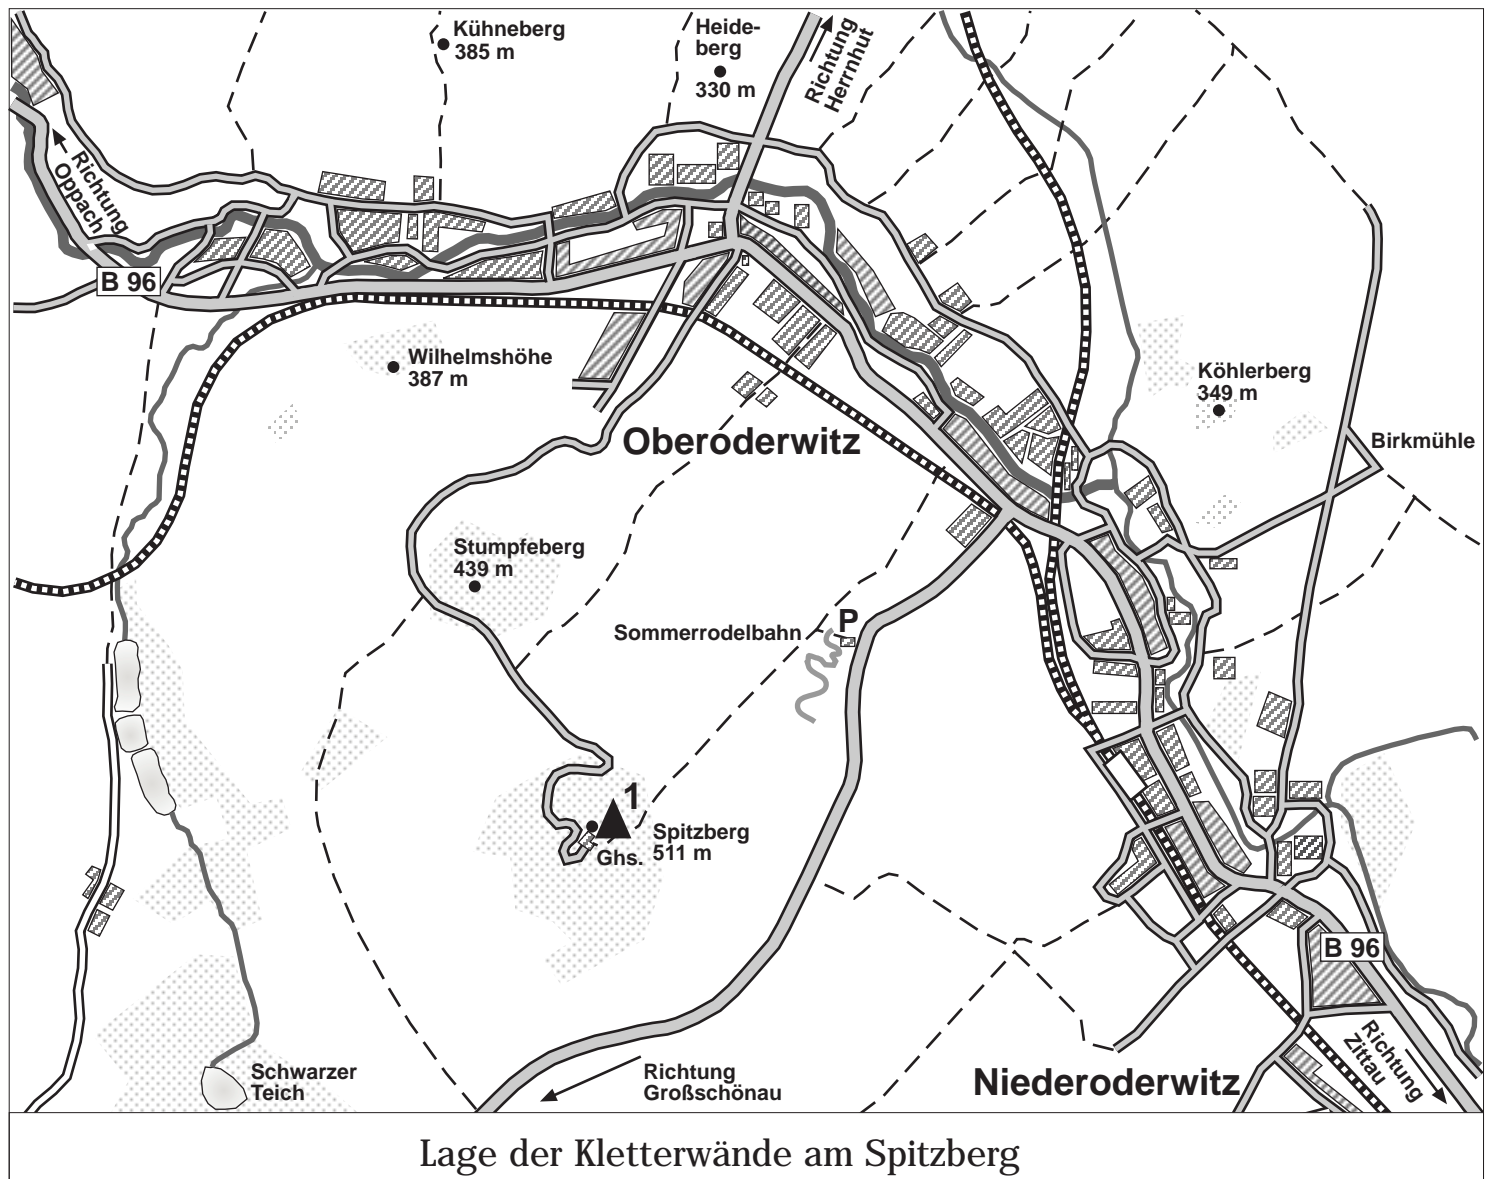 Kühneberg
385 m
Heide-
berg
330 m
Richtung
Herrnhut
Richtung
Oppach
B 96
Wilhelmshöhe
387 m
Köhlerberg
349 m
Oberoderwitz
Birkmühle
Stumpfeberg
439 m
Sommerrodelbahn
P
1
Spitzberg
511 m
Ghs.
B 96
Richtung
Zittau
Schwarzer
Teich
Richtung
Großschönau
Niederoderwitz
Lage der Kletterwände am Spitzberg